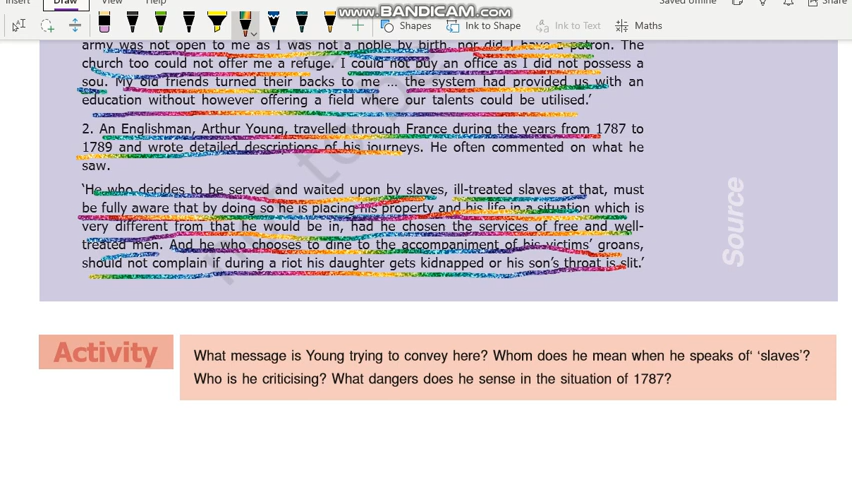 Insert Draw View Help Saved offline Share
www.BANDICAM.com
Shapes Ink to Shape Ink to Text Maths
army was not open to me as I was not a noble by birth, nor did I have a patron. The
church too could not offer me a refuge. I could not buy an office as I did not possess a
sou. My old friends turned their backs to me ... the system had provided us with an
education without however offering a field where our talents could be utilised.’
2. An Englishman, Arthur Young, travelled through France during the years from 1787 to
1789 and wrote detailed descriptions of his journeys. He often commented on what he
saw.
‘He who decides to be served and waited upon by slaves, ill-treated slaves at that, must
be fully aware that by doing so he is placing his property and his life in a situation which is
very different from that he would be in, had he chosen the services of free and well-
treated men. And he who chooses to dine to the accompaniment of his victims’ groans,
should not complain if during a riot his daughter gets kidnapped or his son’s throat is slit.’
Source
Activity
What message is Young trying to convey here? Whom does he mean when he speaks of‘ ‘slaves’?
Who is he criticising? What dangers does he sense in the situation of 1787?